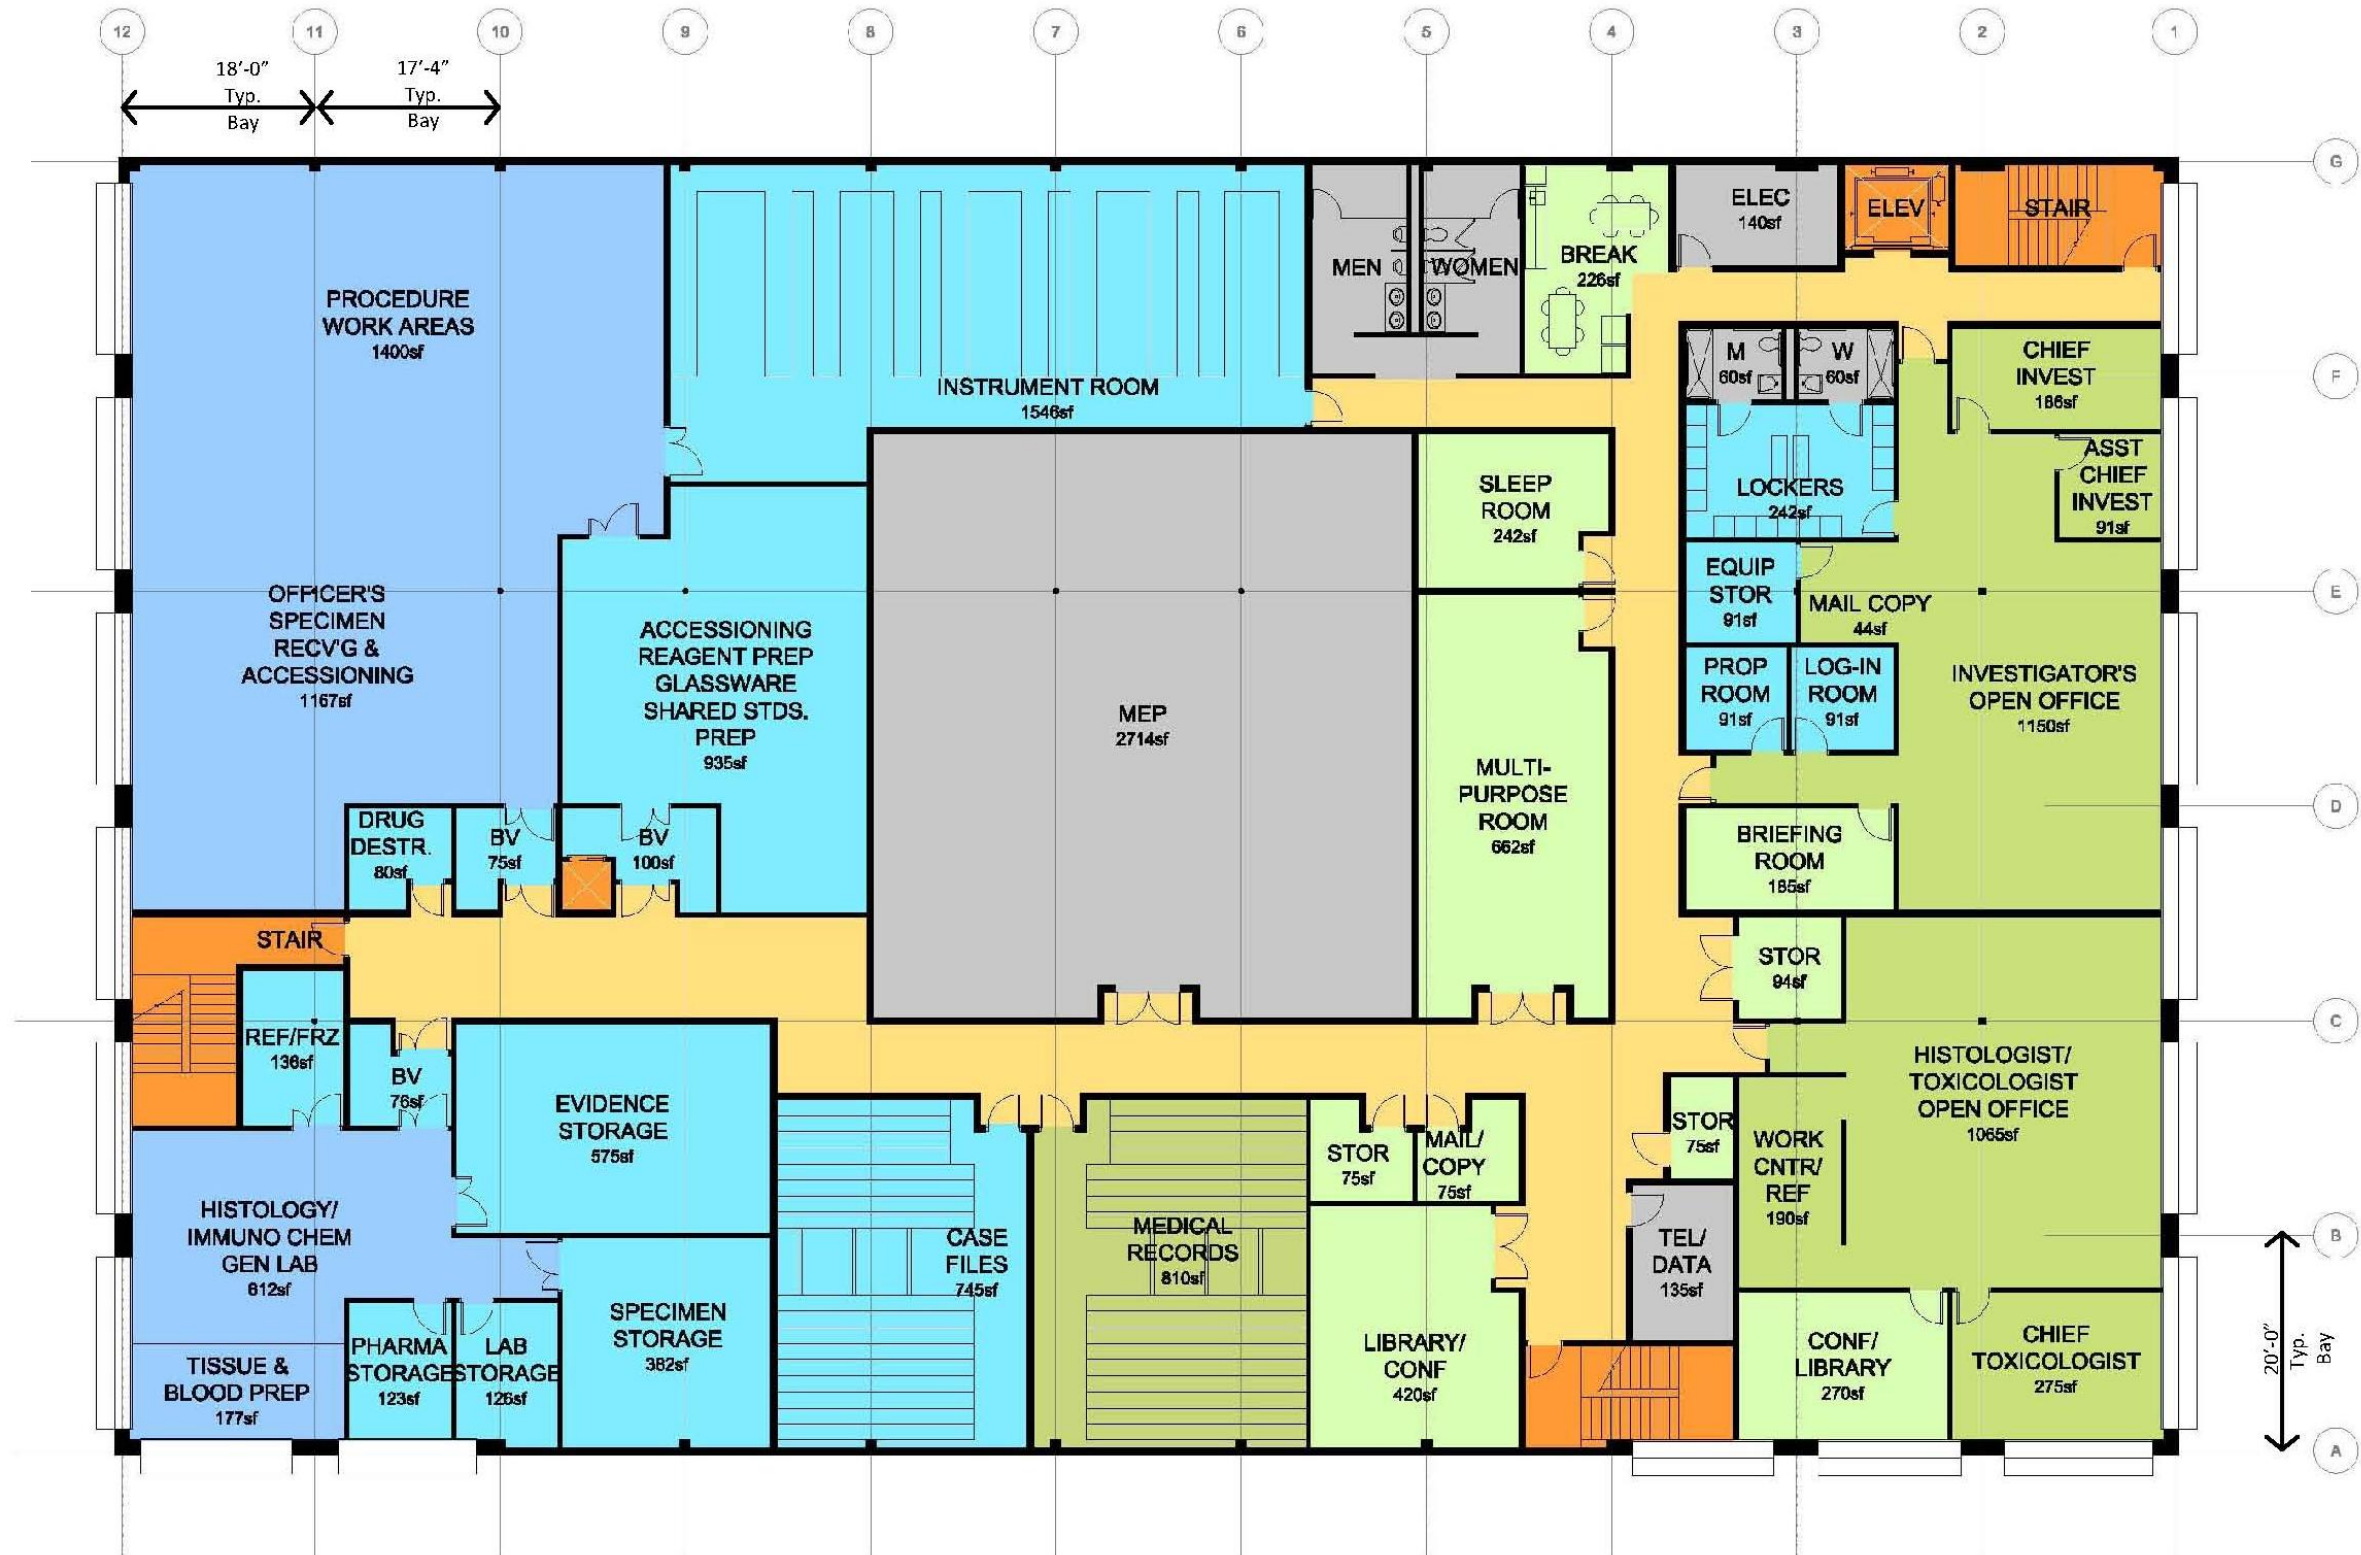 12
11
10
9
8
7
6
5
4
3
2
1
18'-0"
Typ.
Bay
17'-4"
Typ.
Bay
G
F
E
D
C
B
A
20'-0"
Typ.
Bay
PROCEDURE
WORK AREAS
1400sf
INSTRUMENT ROOM
1546sf
MEN
WOMEN
BREAK
226sf
ELEC
140sf
ELEV
STAIR
M
60sf
W
60sf
CHIEF
INVEST
186sf
ASST
CHIEF
INVEST
91sf
LOCKERS
242sf
SLEEP
ROOM
242sf
EQUIP
STOR
91sf
MAIL COPY
44sf
OFFICER'S
SPECIMEN
RECV'G &
ACCESSIONING
1167sf
ACCESSIONING
REAGENT PREP
GLASSWARE
SHARED STDS.
PREP
935sf
MEP
2714sf
MULTI-
PURPOSE
ROOM
662sf
PROP
ROOM
91sf
LOG-IN
ROOM
91sf
INVESTIGATOR'S
OPEN OFFICE
1150sf
DRUG
DESTR.
80sf
BV
75sf
BV
100sf
BRIEFING
ROOM
185sf
STAIR
STOR
94sf
REF/FRZ
136sf
BV
76sf
EVIDENCE
STORAGE
575sf
HISTOLOGIST/
TOXICOLOGIST
OPEN OFFICE
1065sf
STOR
75sf
WORK
CNTR/
REF
190sf
STOR
75sf
MAIL/
COPY
75sf
HISTOLOGY/
IMMUNO CHEM
GEN LAB
812sf
CASE
FILES
745sf
MEDICAL
RECORDS
810sf
TEL/
DATA
135sf
SPECIMEN
STORAGE
382sf
LIBRARY/
CONF
420sf
TISSUE &
BLOOD PREP
177sf
PHARMA
STORAGE
123sf
LAB
STORAGE
126sf
CONF/
LIBRARY
270sf
CHIEF
TOXICOLOGIST
275sf